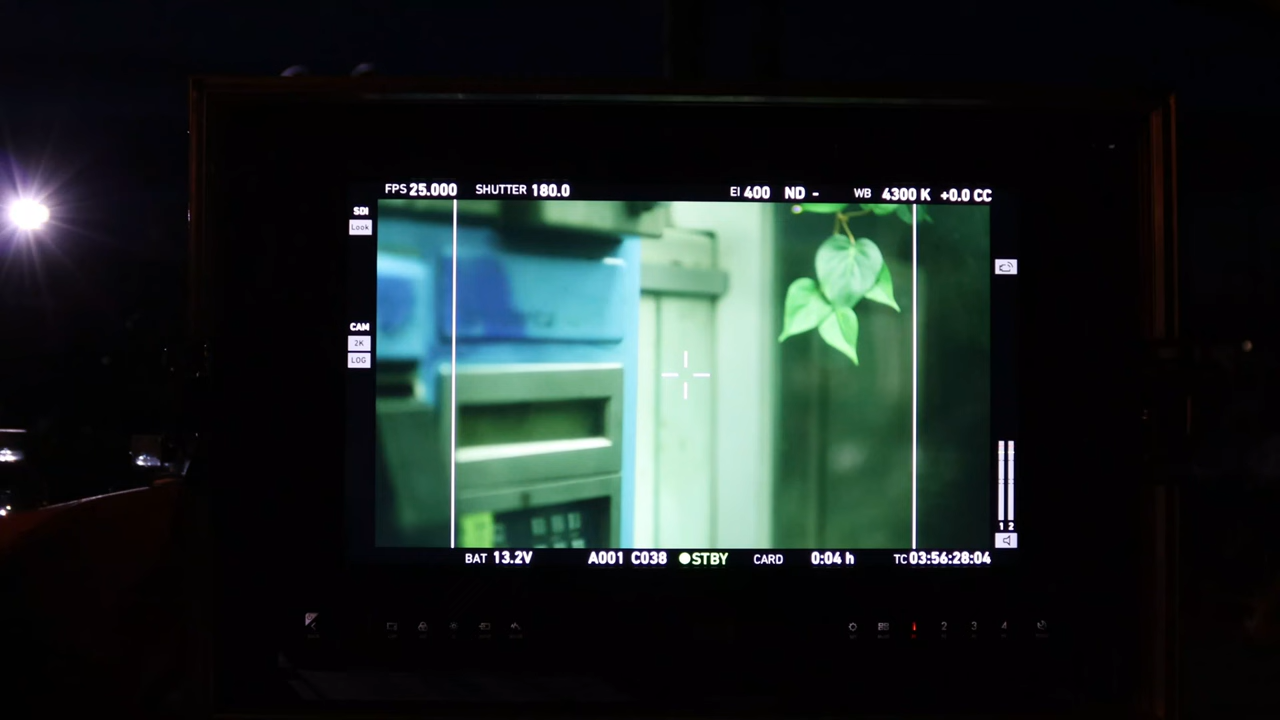 FPS 25.000 SHUTTER 180.0 EI 400 ND - WB 4300 K +0.0 CC
SDI
Look
CAM
2K
LOG
1 2
BAT 13.2V A001 C038 STBY CARD 0:04 h TC 03:56:28:04
2 3 4